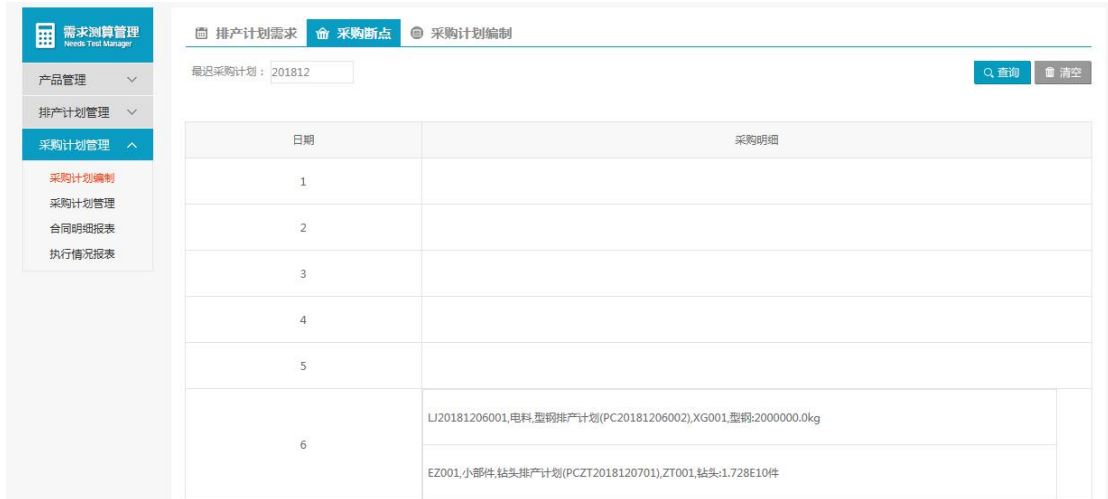 需求测算管理
Needs Test Manager
产品管理
排产计划管理
采购计划管理
采购计划编制
采购计划管理
合同明细报表
执行情况报表
排产计划需求 采购断点 采购计划编制
最迟采购计划： 201812 查询 清空
日期 采购明细
1
2
3
4
5
6
LJ20181206001,电料,型钢排产计划(PC20181206002),XG001,型钢:2000000.0kg
EZ001,小部件,钻头排产计划(PCZT2018120701),ZT001,钻头:1.728E10件